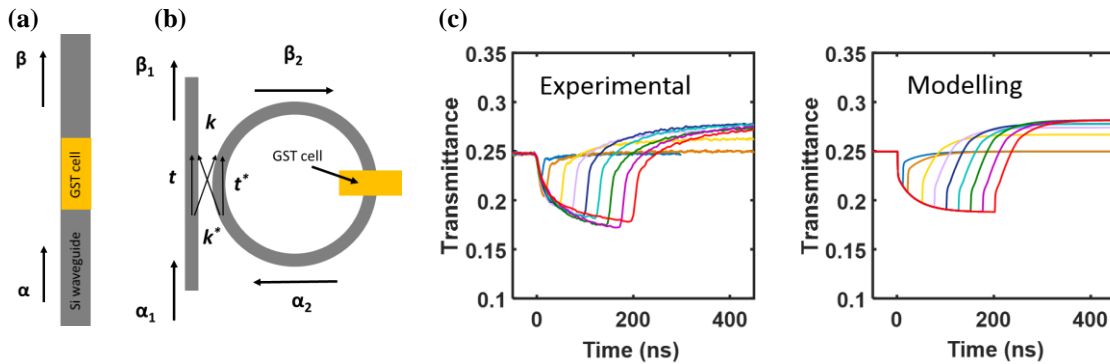 (a)
β
GST cell
α
Si waveguide
(b)
β₁
β₂
k
t
t*
GST cell
k*
α₁
α₂
(c)
0.35
0.3
0.25
0.2
0.15
0.1
Transmittance
Experimental
0 200 400
Time (ns)
0.35
0.3
0.25
0.2
0.15
0.1
Transmittance
Modelling
0 200 400
Time (ns)